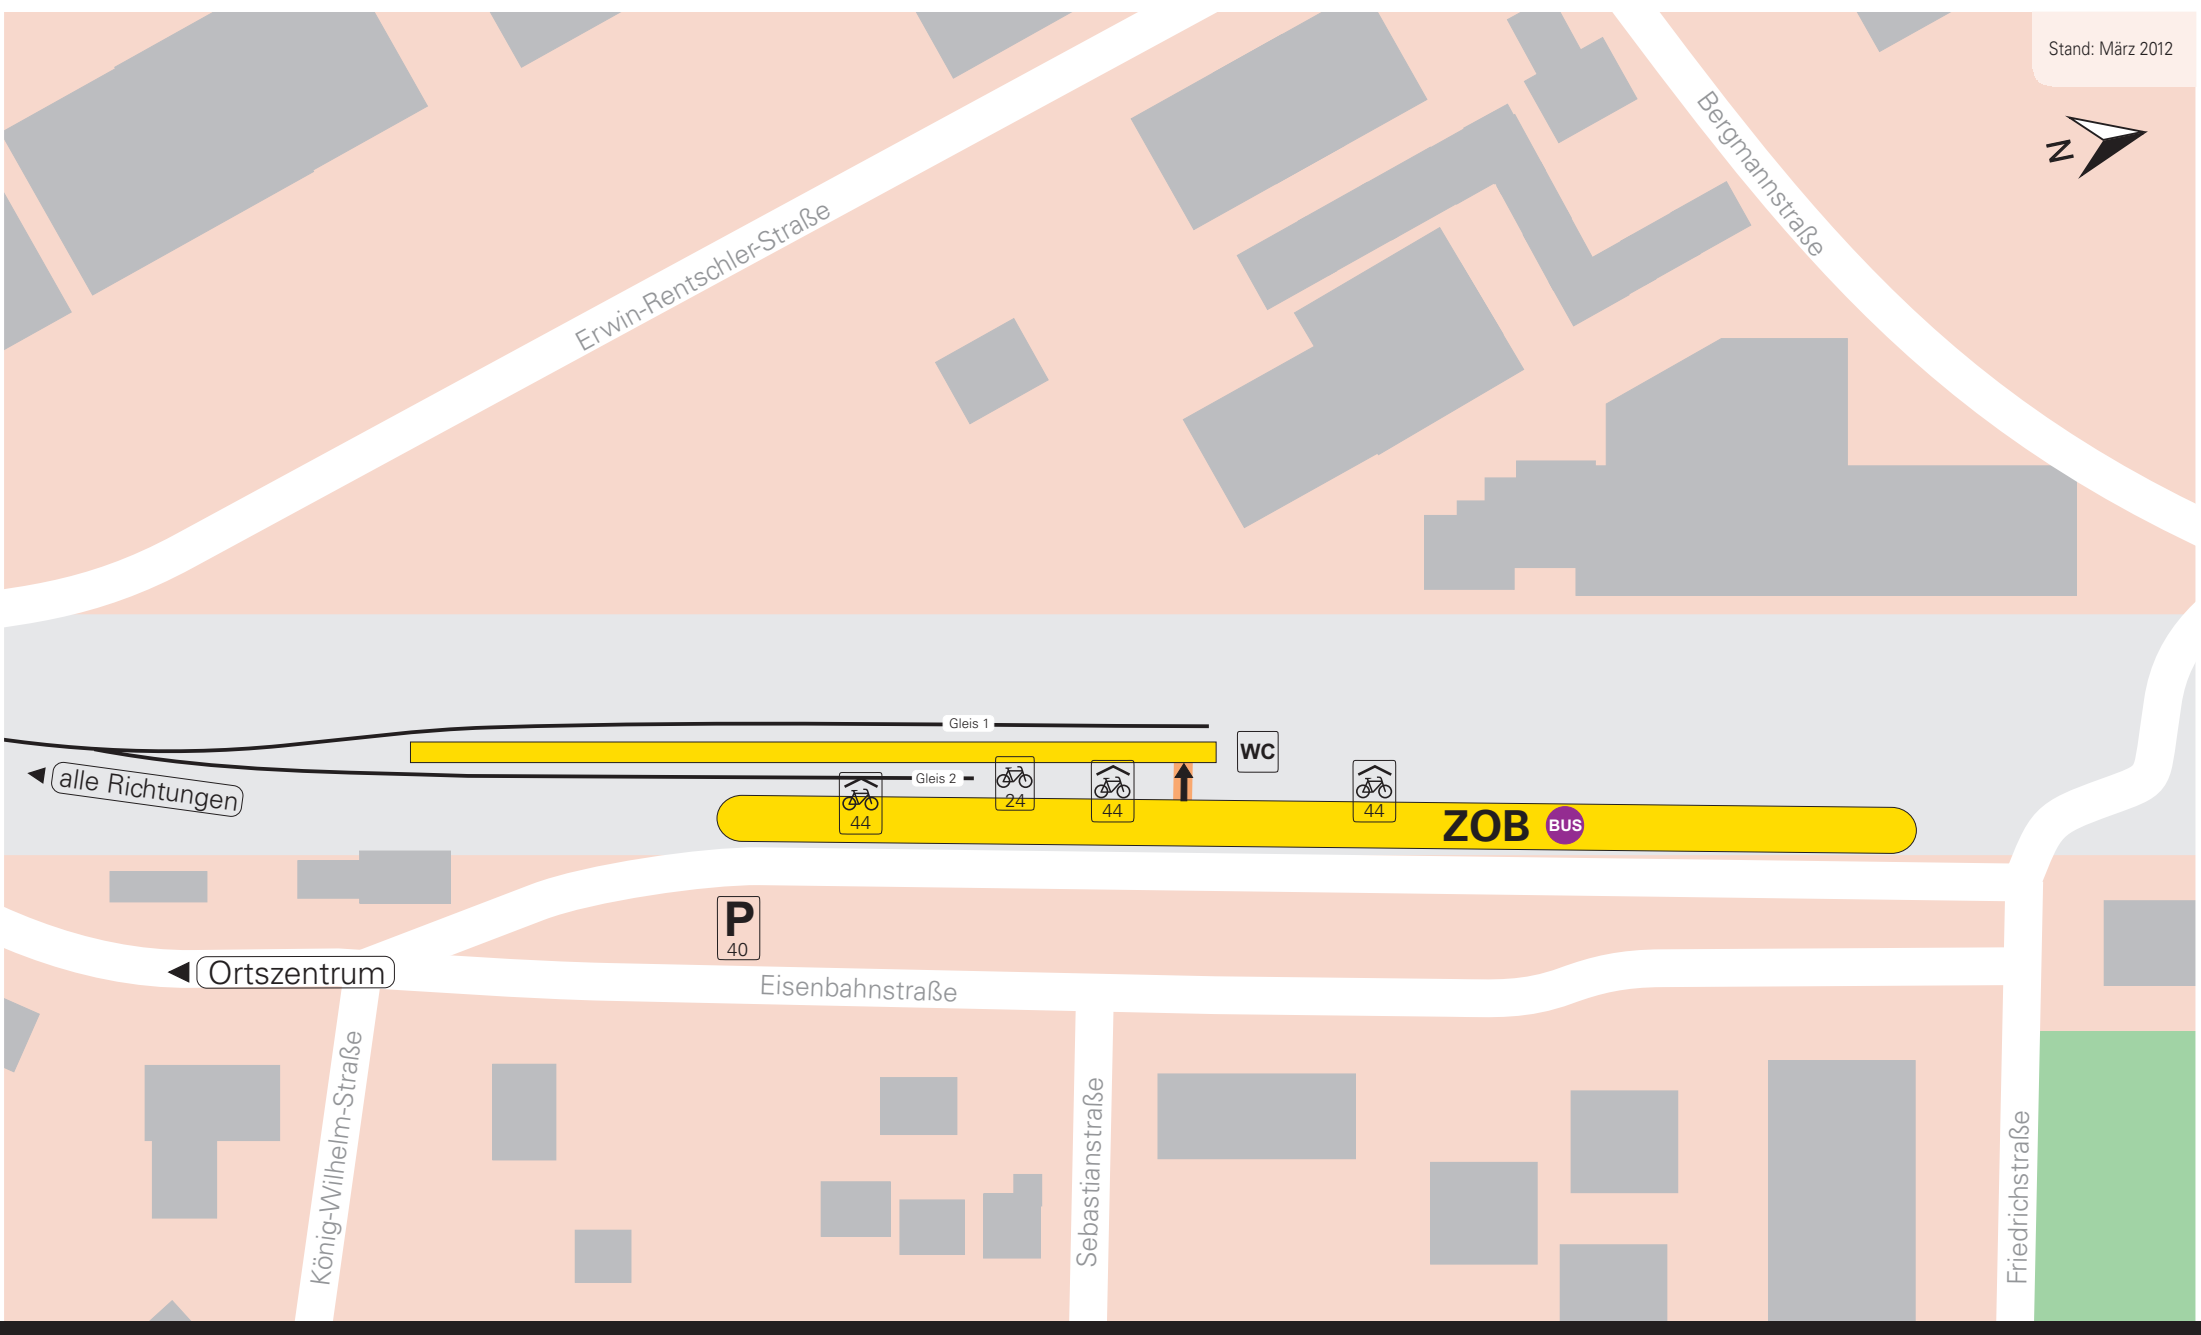 Stand: März 2012
N
Bergmannstraße
Erwin-Rentschler-Straße
Gleis 1
WC
Gleis 2
alle Richtungen
44
24
44
44
ZOB BUS
P
40
Ortszentrum
Eisenbahnstraße
König-Wilhelm-Straße
Sebastianstraße
Friedrichstraße